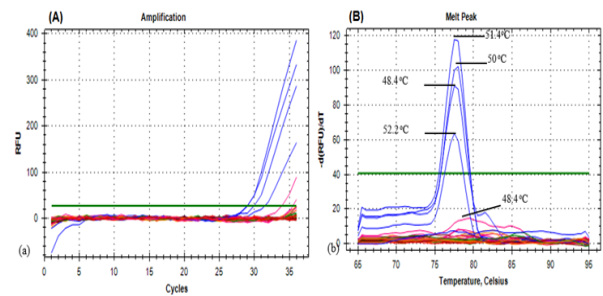 (A) Amplification
400
300
200
100
0
RFU
(a)
0 5 10 15 20 25 30 35
Cycles
(B) Melt Peak
120
100
80
60
40
20
0
-d(RFU)/dT
51.4 °C
50 °C
48.4 °C
52.2 °C
48.4 °C
(b)
65 70 75 80 85 90 95
Temperature, Celsius